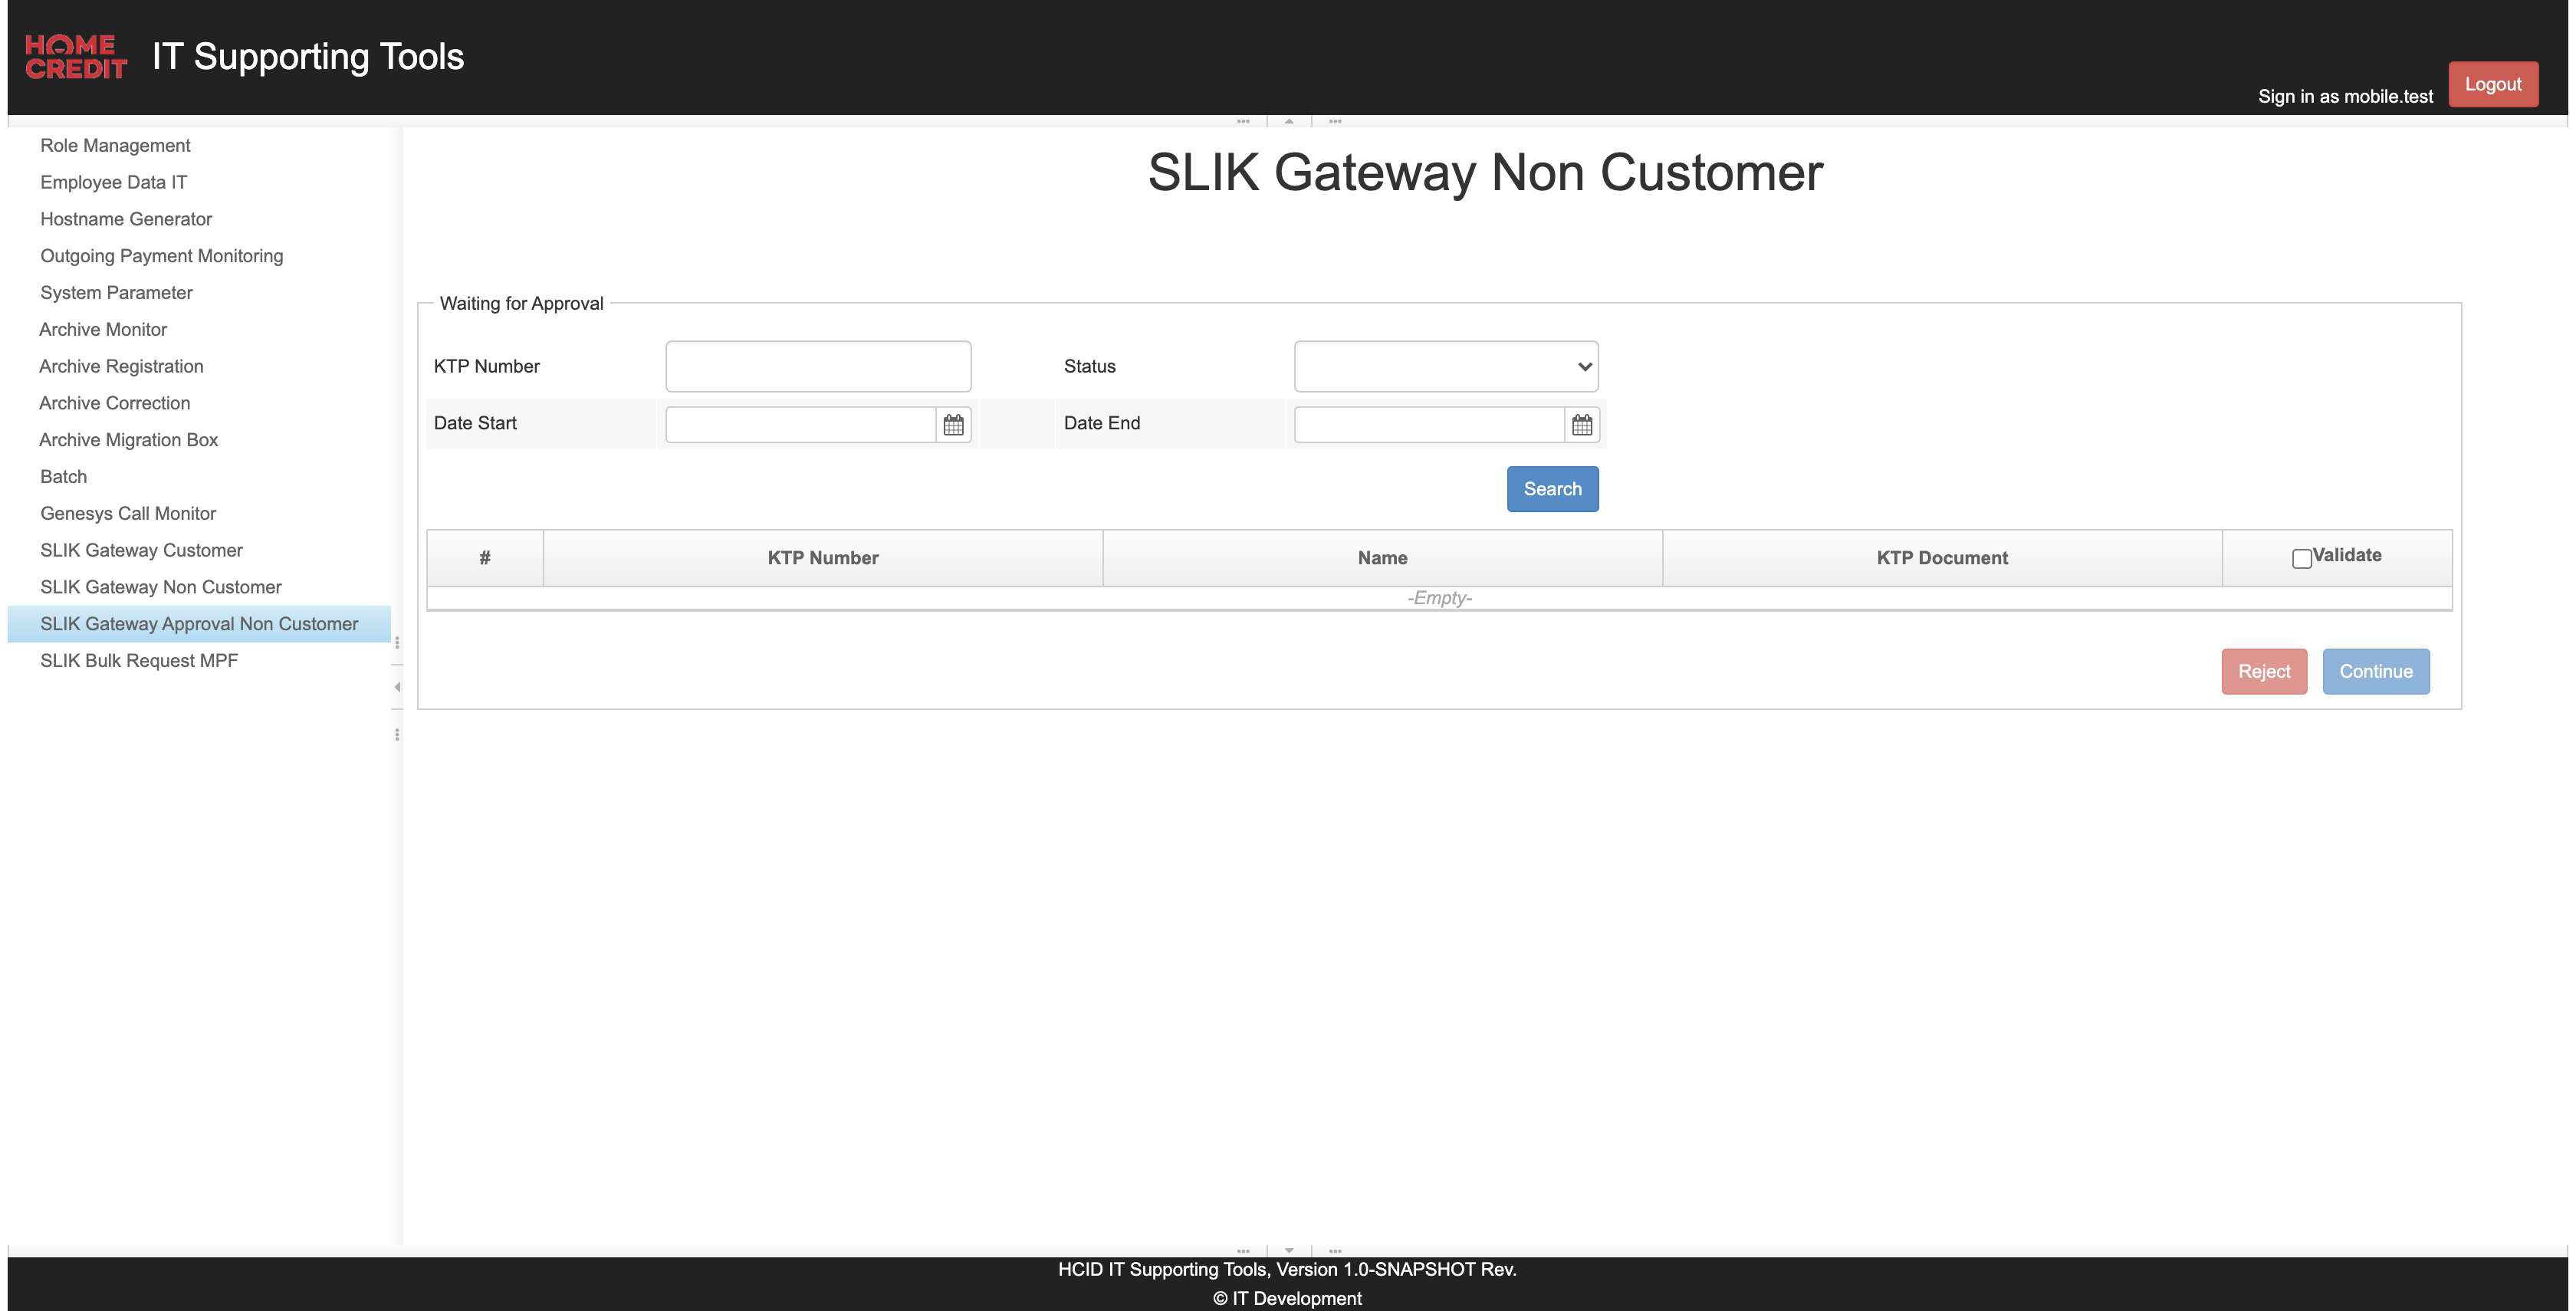 HOME
CREDIT
IT Supporting Tools
Sign in as mobile.test
Logout
Role Management
Employee Data IT
Hostname Generator
Outgoing Payment Monitoring
System Parameter
Archive Monitor
Archive Registration
Archive Correction
Archive Migration Box
Batch
Genesys Call Monitor
SLIK Gateway Customer
SLIK Gateway Non Customer
SLIK Gateway Approval Non Customer
SLIK Bulk Request MPF
SLIK Gateway Non Customer
Waiting for Approval
KTP Number
Status
Date Start
Date End
Search
# KTP Number Name KTP Document Validate
-Empty-
Reject
Continue
HCID IT Supporting Tools, Version 1.0-SNAPSHOT Rev.
© IT Development